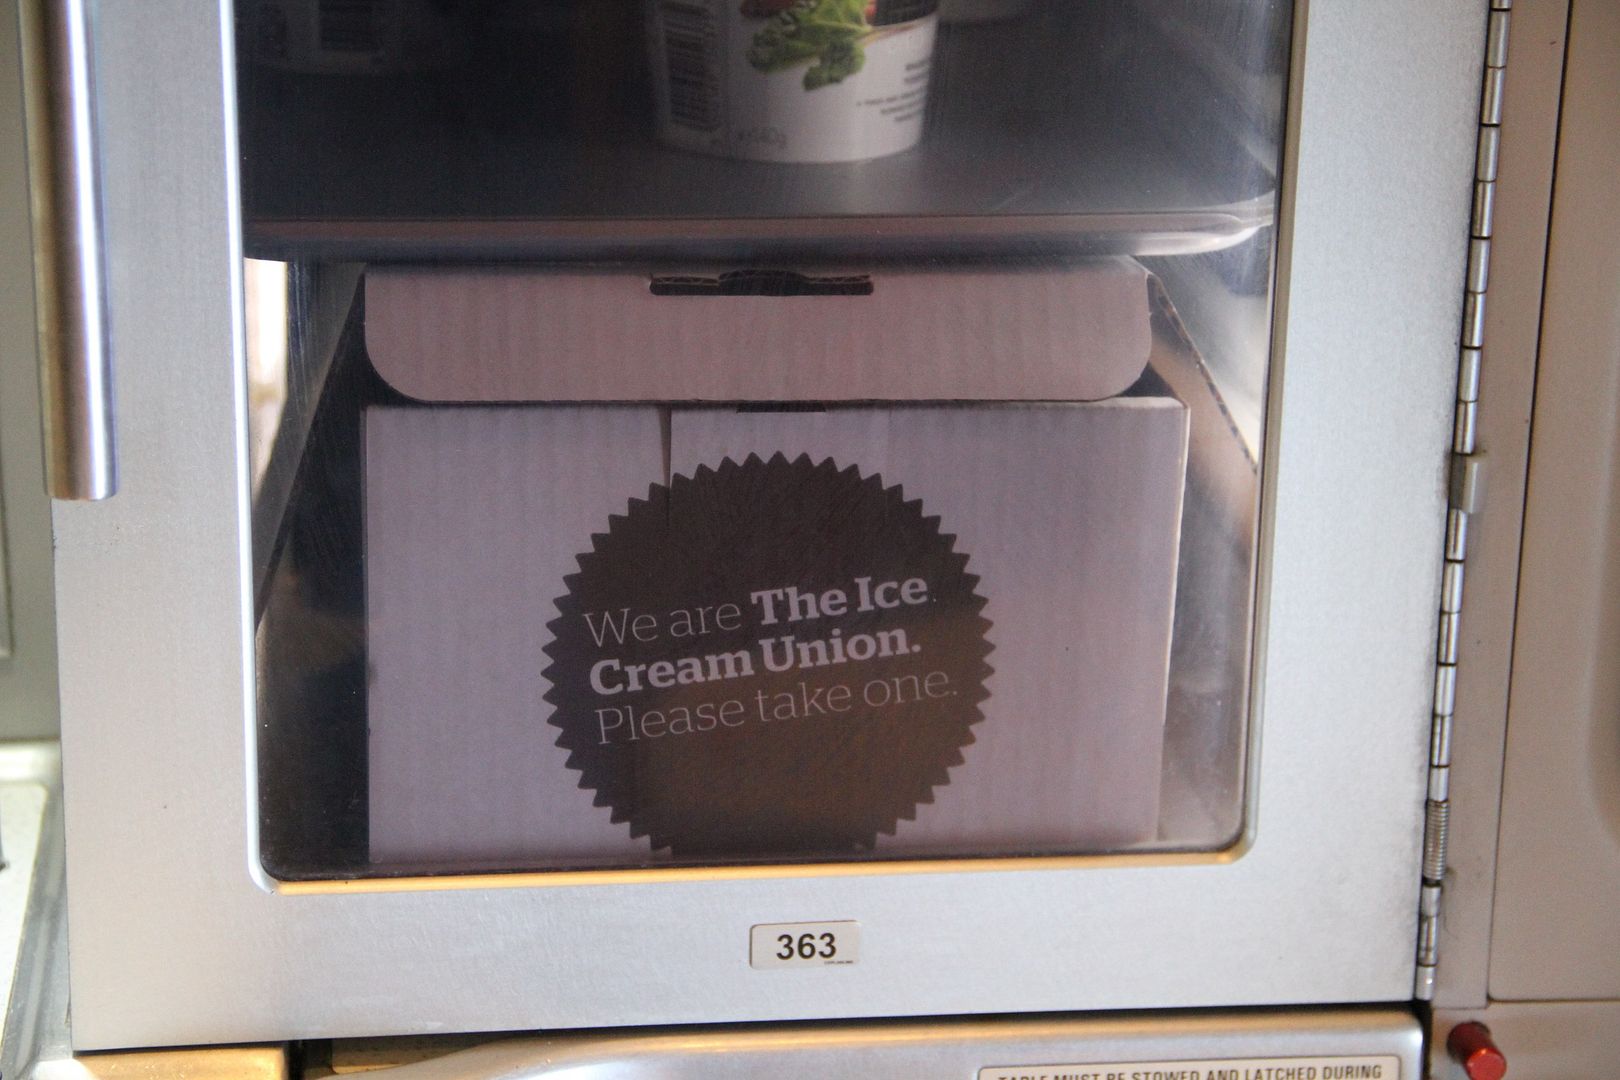 We are The Ice
Cream Union.
Please take one.
363
TABLE MUST BE STOWED AND LATCHED DURING